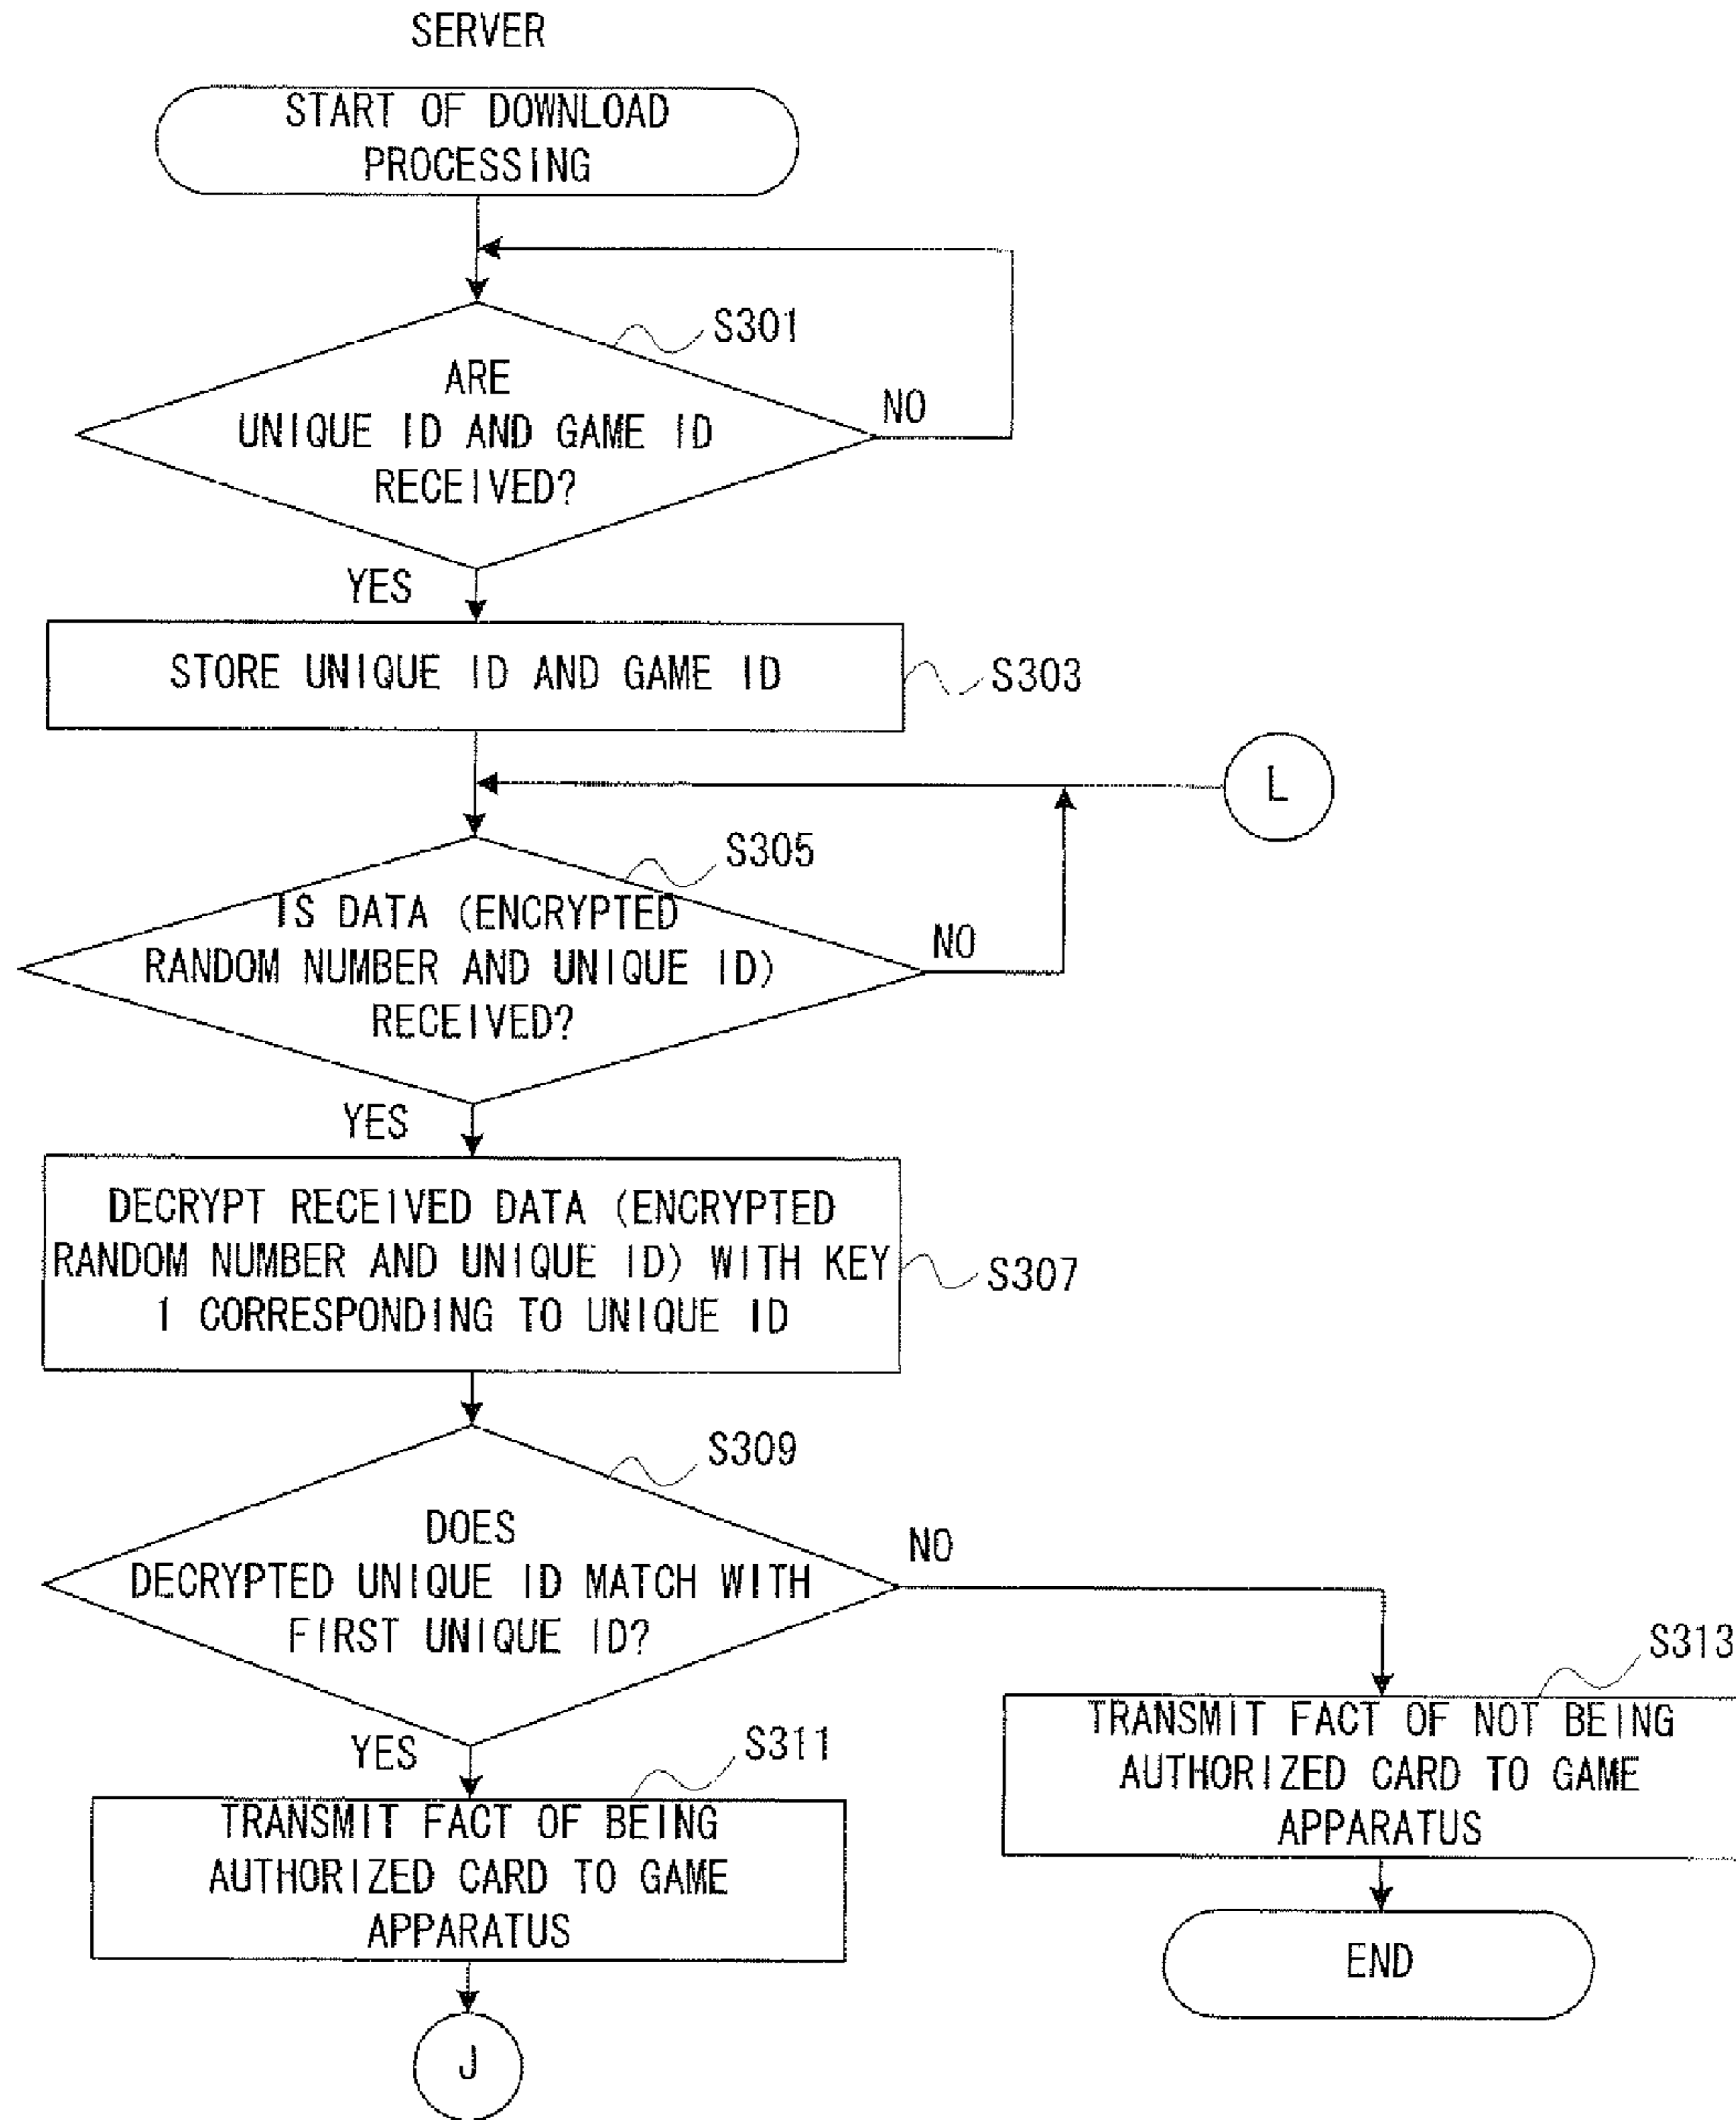 SERVER
START OF DOWNLOAD
PROCESSING
S301
ARE
UNIQUE ID AND GAME ID
RECEIVED?
NO
YES
STORE UNIQUE ID AND GAME ID
S303
L
S305
IS DATA (ENCRYPTED
RANDOM NUMBER AND UNIQUE ID)
RECEIVED?
NO
YES
DECRYPT RECEIVED DATA (ENCRYPTED
RANDOM NUMBER AND UNIQUE ID) WITH KEY
1 CORRESPONDING TO UNIQUE ID
S307
S309
DOES
DECRYPTED UNIQUE ID MATCH WITH
FIRST UNIQUE ID?
NO
YES
S311
TRANSMIT FACT OF BEING
AUTHORIZED CARD TO GAME
APPARATUS
S313
TRANSMIT FACT OF NOT BEING
AUTHORIZED CARD TO GAME
APPARATUS
END
J